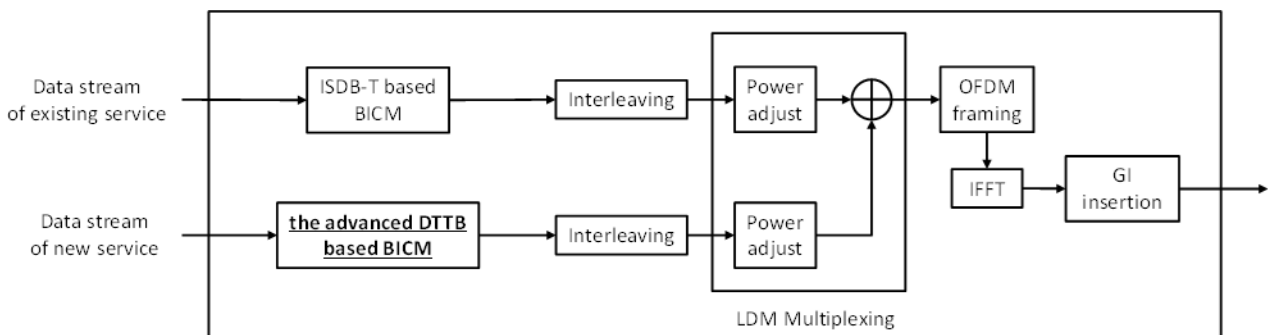 Data stream
of existing service
ISDB-T based
BICM
Interleaving
Power
adjust
OFDM
framing
IFFT
GI
insertion
Data stream
of new service
the advanced DTTB
based BICM
Interleaving
Power
adjust
LDM Multiplexing